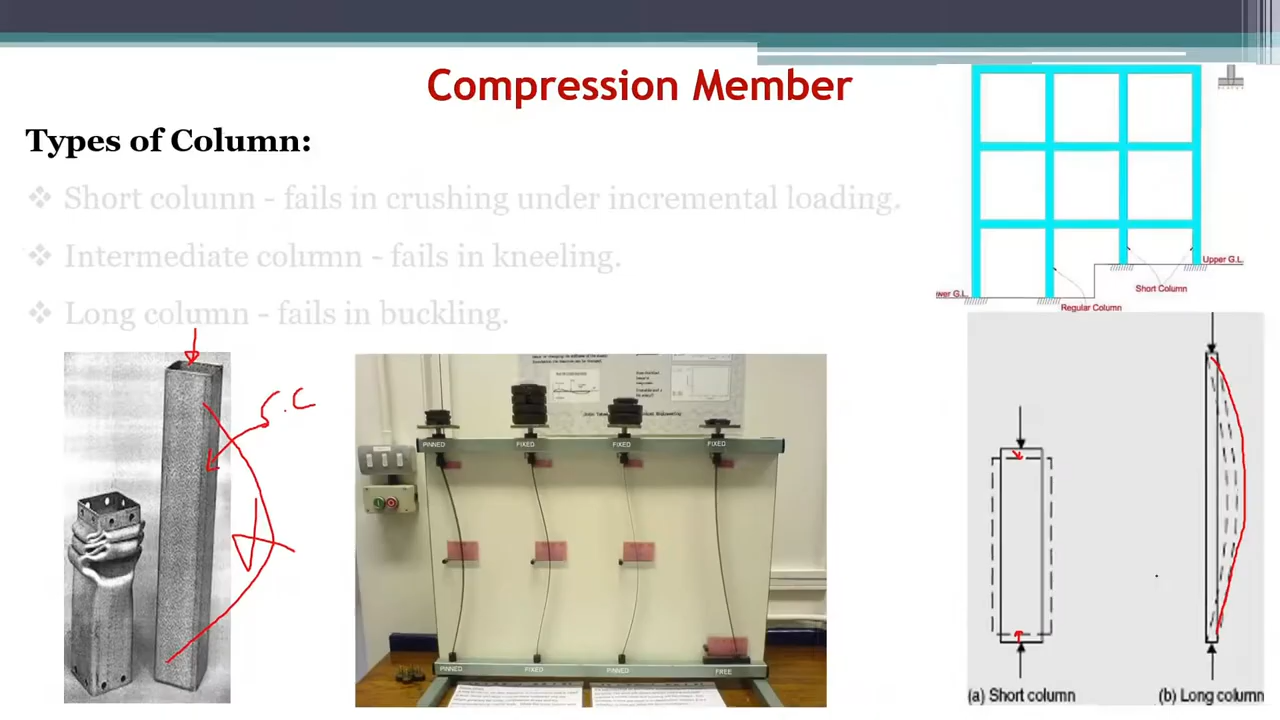 Compression Member
Types of Column:
❖ Short column - fails in crushing under incremental loading.
❖ Intermediate column - fails in kneeling.
❖ Long column - fails in buckling.
Upper G.L.
wer G.L.
Short Column
Regular Column
S.C
PINNED FIXED FIXED FIXED
PINNED FIXED PINNED FREE
(a) Short column (b) Long column